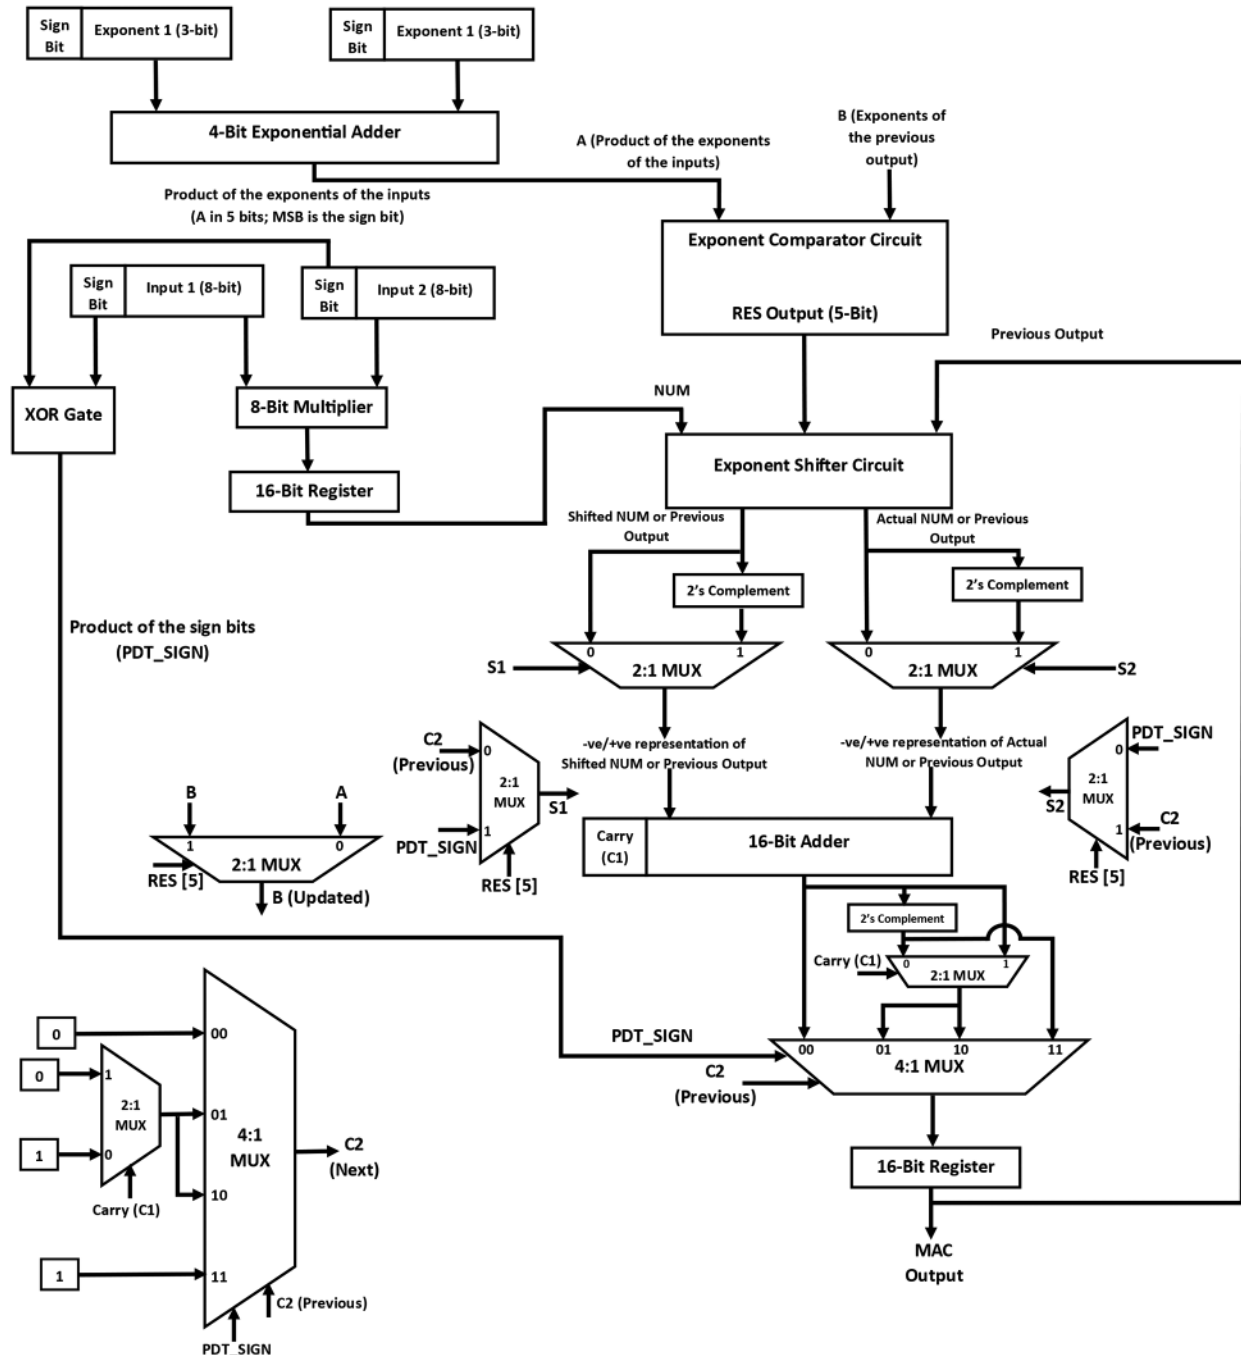 Sign
Bit
Exponent 1 (3-bit)
Sign
Bit
Exponent 1 (3-bit)
4-Bit Exponential Adder
A (Product of the exponents
of the inputs)
B (Exponents of
the previous
output)
Product of the exponents of the inputs
(A in 5 bits; MSB is the sign bit)
Exponent Comparator Circuit
RES Output (5-Bit)
Sign
Bit
Input 1 (8-bit)
Sign
Bit
Input 2 (8-bit)
Previous Output
XOR Gate
8-Bit Multiplier
NUM
16-Bit Register
Exponent Shifter Circuit
Shifted NUM or Previous
Output
Actual NUM or Previous
Output
2's Complement
2's Complement
Product of the sign bits
(PDT_SIGN)
0
1
2:1 MUX
S1
0
1
2:1 MUX
S2
C2
(Previous)
0
2:1
MUX
S1
PDT_SIGN
1
RES [5]
-ve/+ve representation of
Shifted NUM or Previous Output
-ve/+ve representation of Actual
NUM or Previous Output
PDT_SIGN
0
2:1
MUX
S2
1
C2
(Previous)
RES [5]
B
A
1
0
2:1 MUX
RES [5]
B (Updated)
Carry
(C1)
16-Bit Adder
2's Complement
Carry (C1)
0
1
2:1 MUX
PDT_SIGN
C2
(Previous)
00
01
10
11
4:1 MUX
16-Bit Register
MAC
Output
0
0
1
1
2:1
MUX
0
Carry (C1)
1
00
01
10
11
4:1
MUX
C2
(Next)
C2 (Previous)
PDT_SIGN